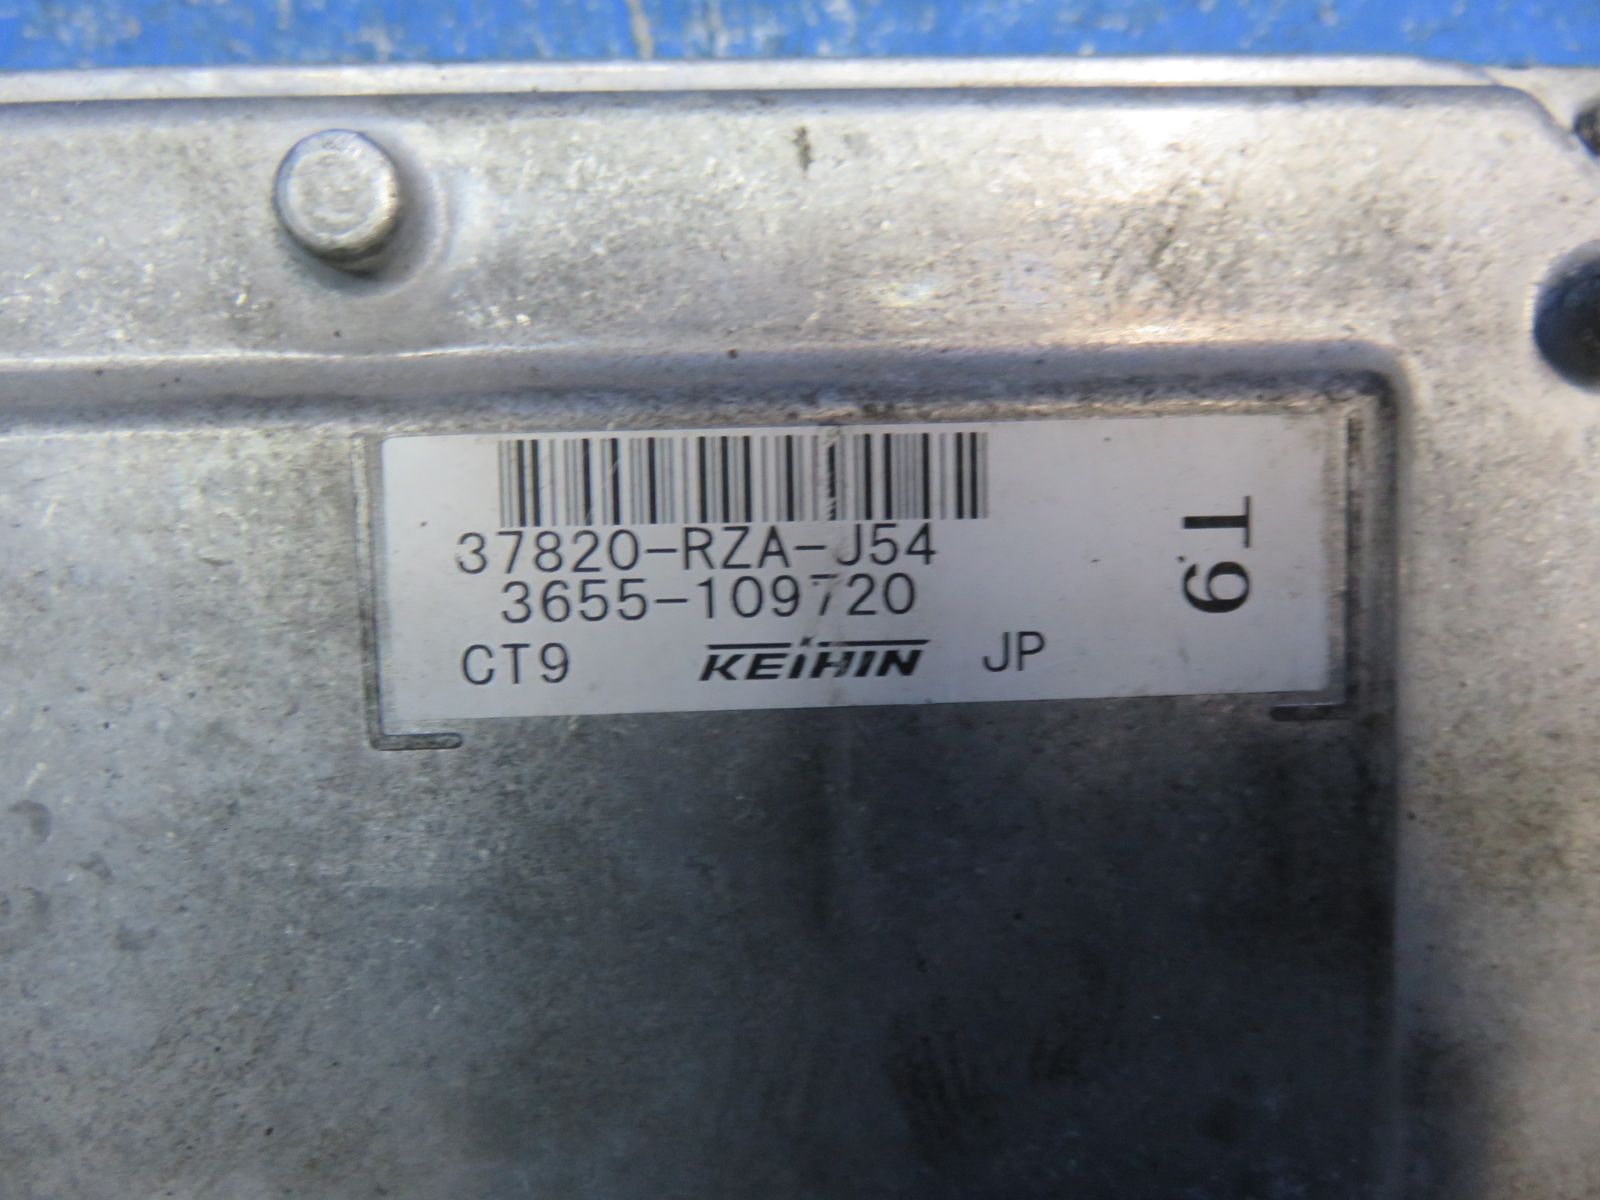 37820-RZA-J54
3655-109720
CT9 KEIHIN JP
T9